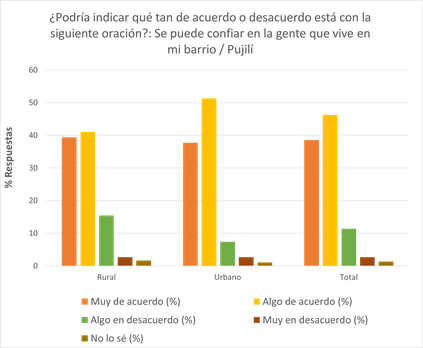 ¿Podría indicar qué tan de acuerdo o desacuerdo está con la
siguiente oración?: Se puede confiar en la gente que vive en
mi barrio / Pujilí
60
50
40
30
20
10
0
% Respuestas
Rural Urbano Total
Muy de acuerdo (%) Algo de acuerdo (%)
Algo en desacuerdo (%) Muy en desacuerdo (%)
No lo sé (%)